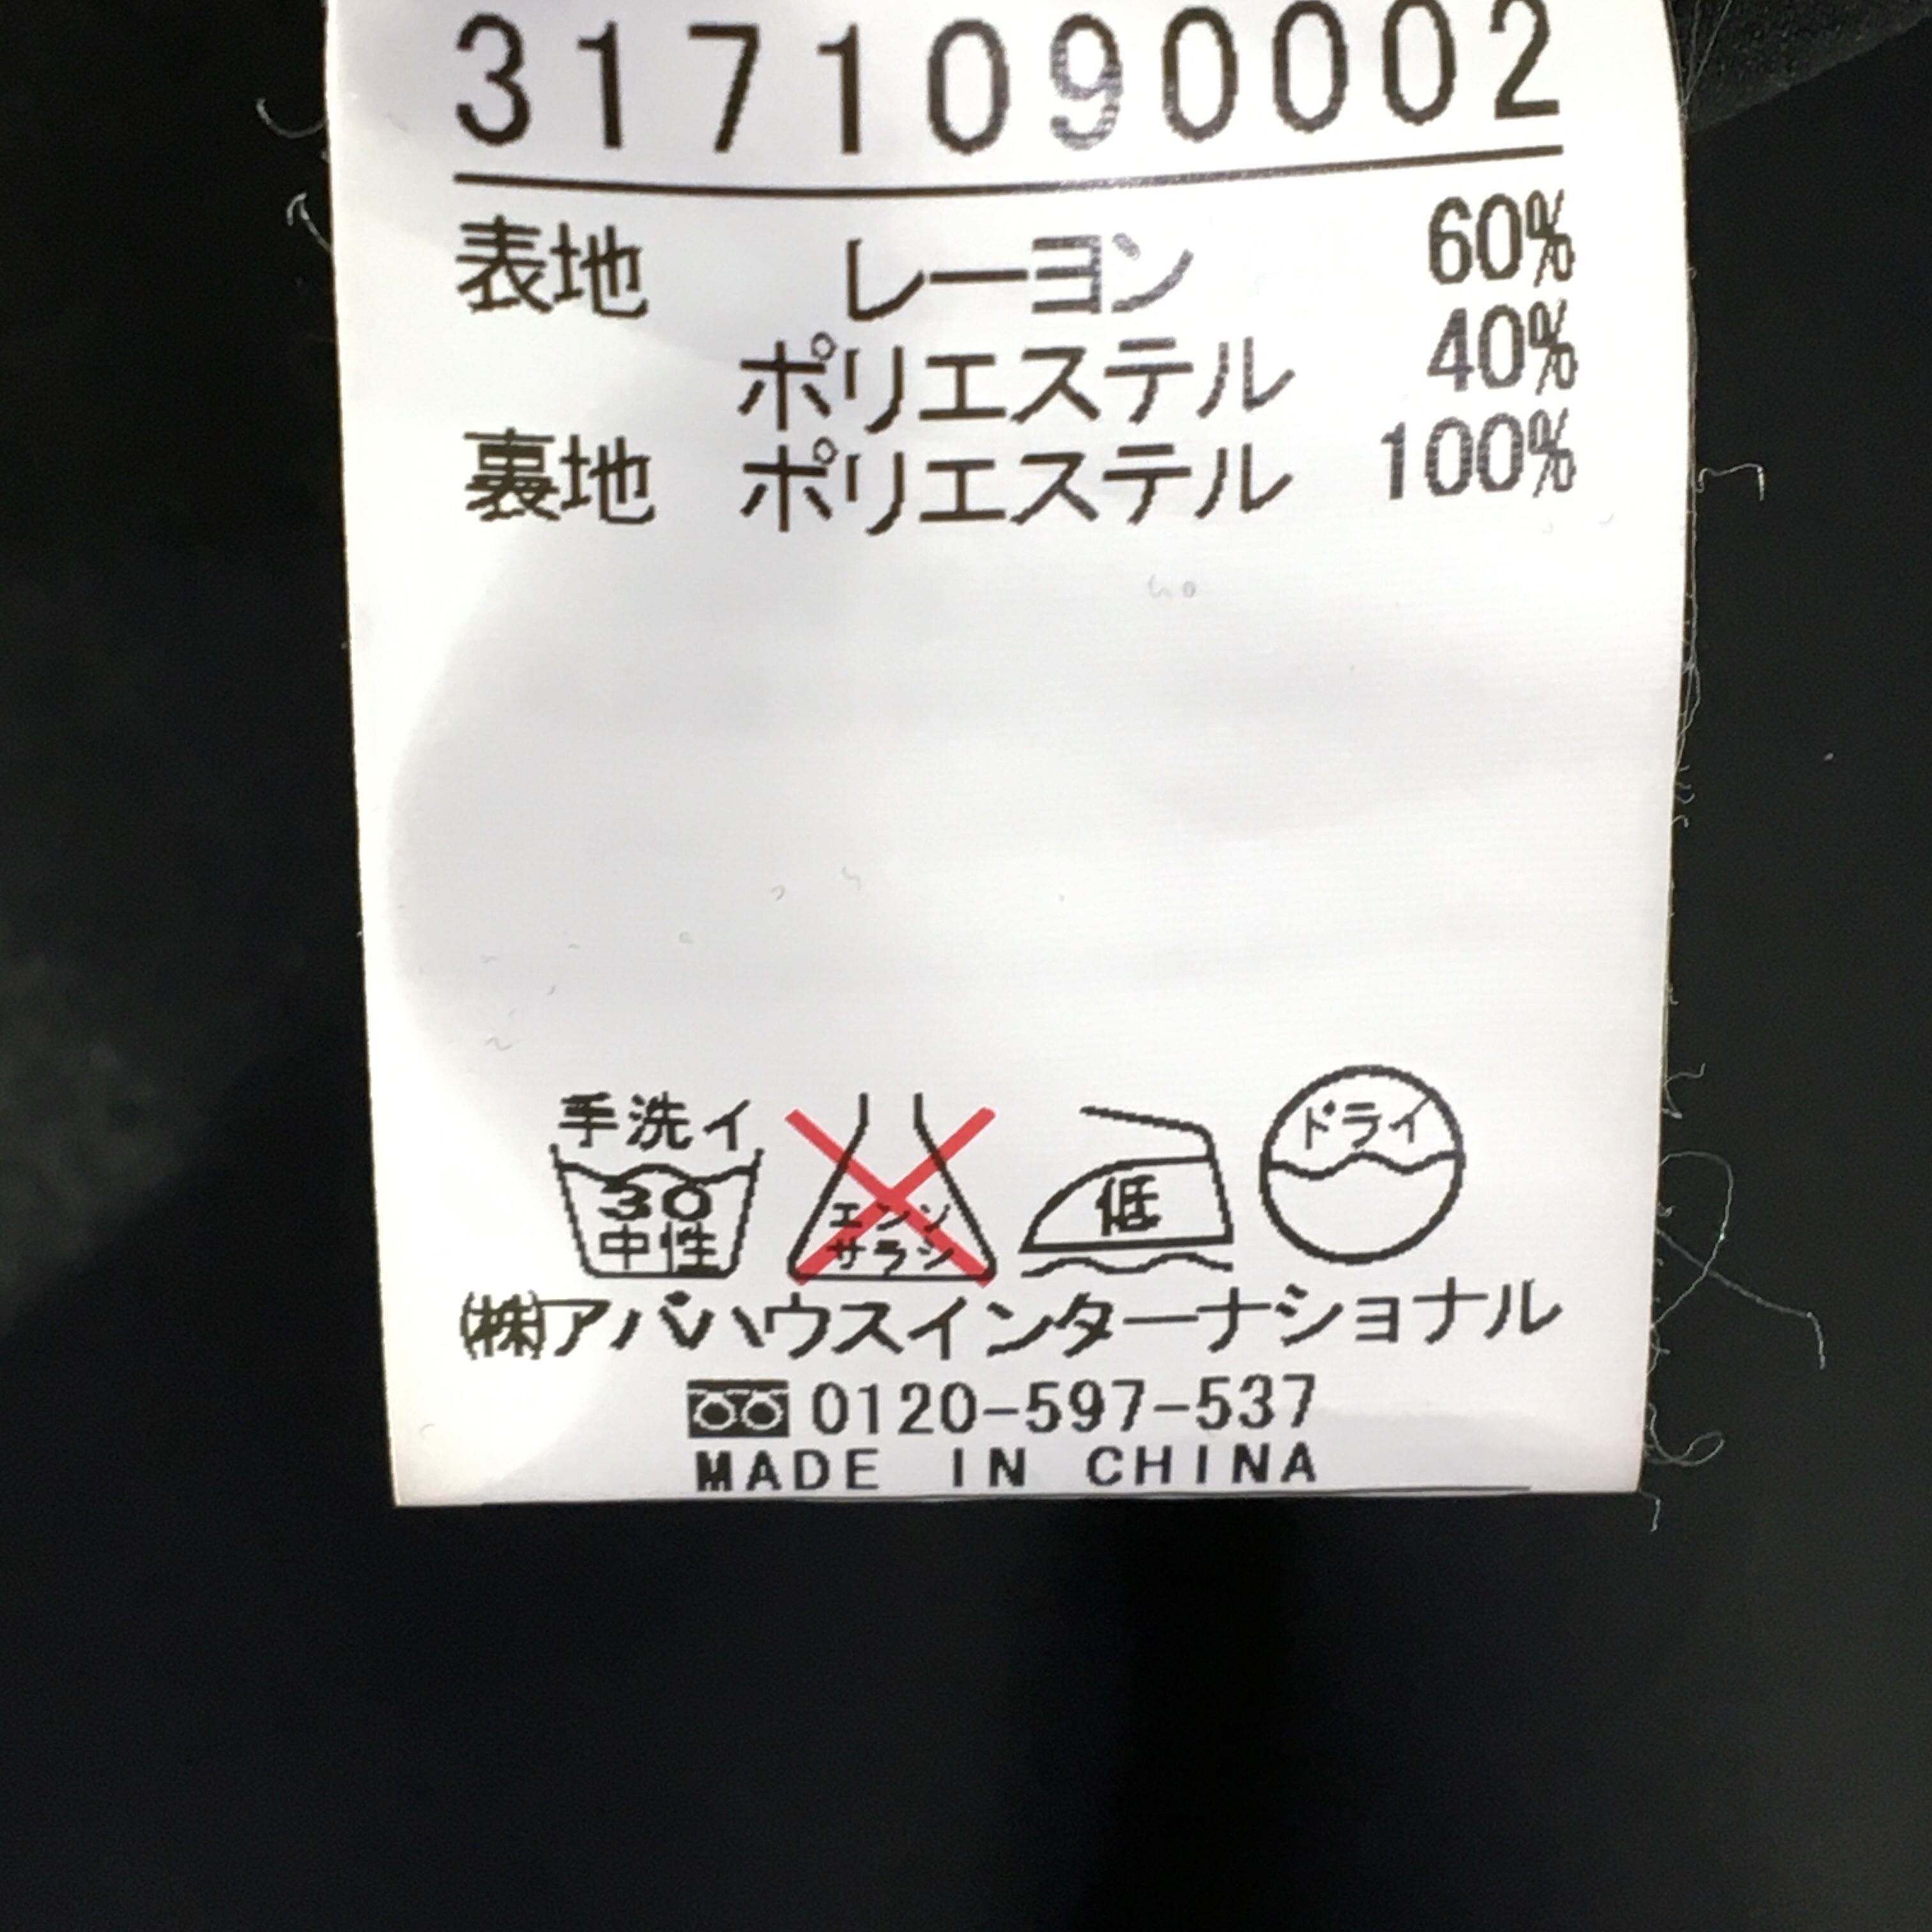 3171090002
表地 レーヨン 60%
ポリエステル 40%
裏地 ポリエステル 100%
手洗イ
30
中性
エンソ
サラシ
低
ドライ
㈱アバハウスインターナショナル
0120-597-537
MADE IN CHINA